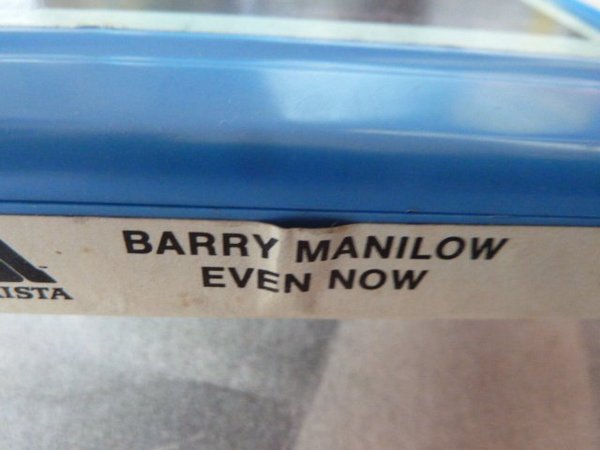 BARRY MANILOW
EVEN NOW
ISTA